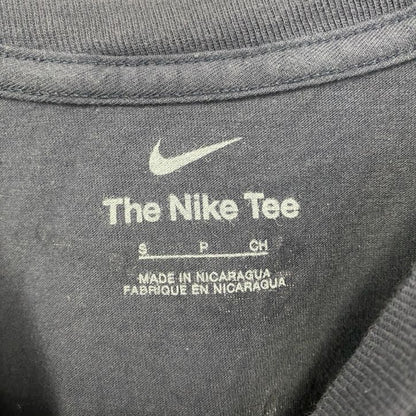 The Nike Tee
S P CH
MADE IN NICARAGUA
FABRIQUE EN NICARAGUA